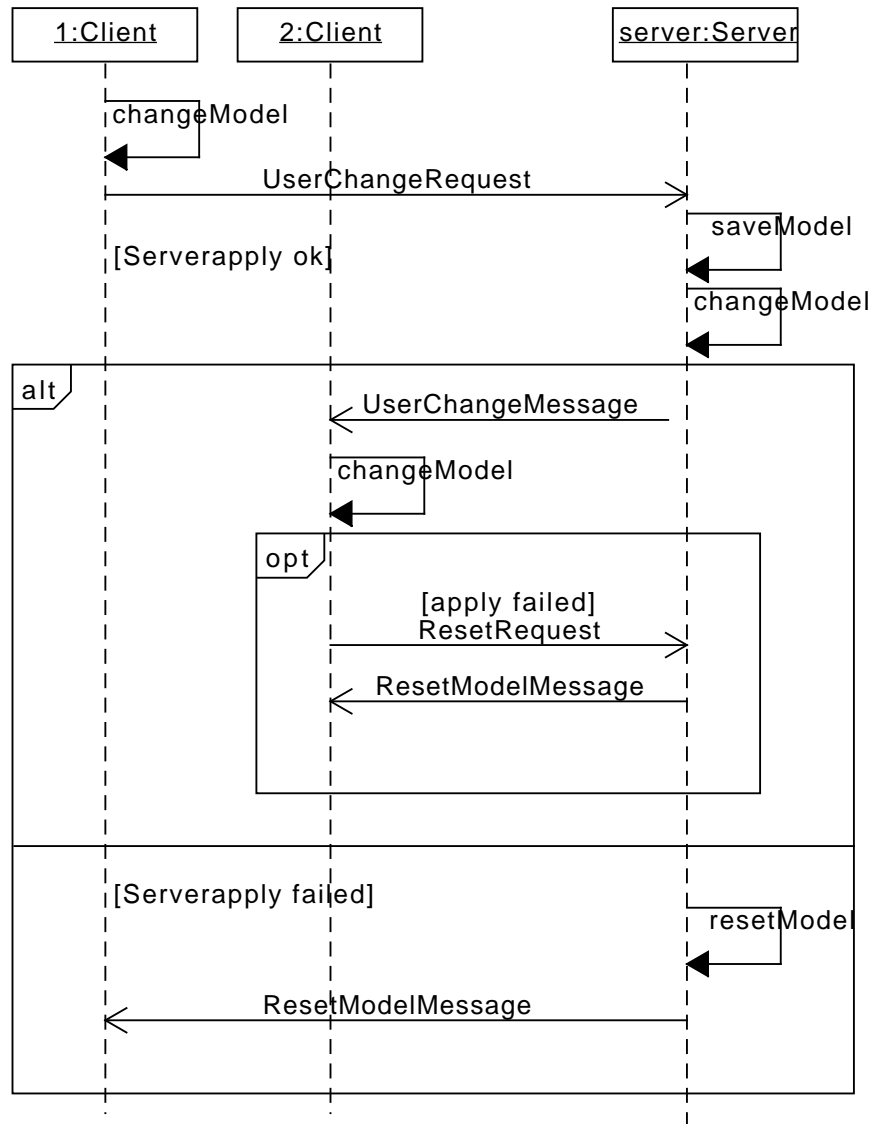 1:Client
2:Client
server:Server
changeModel
UserChangeRequest
saveModel
[Serverapply ok]
changeModel
alt
UserChangeMessage
changeModel
opt
[apply failed]
ResetRequest
ResetModelMessage
[Serverapply failed]
resetModel
ResetModelMessage